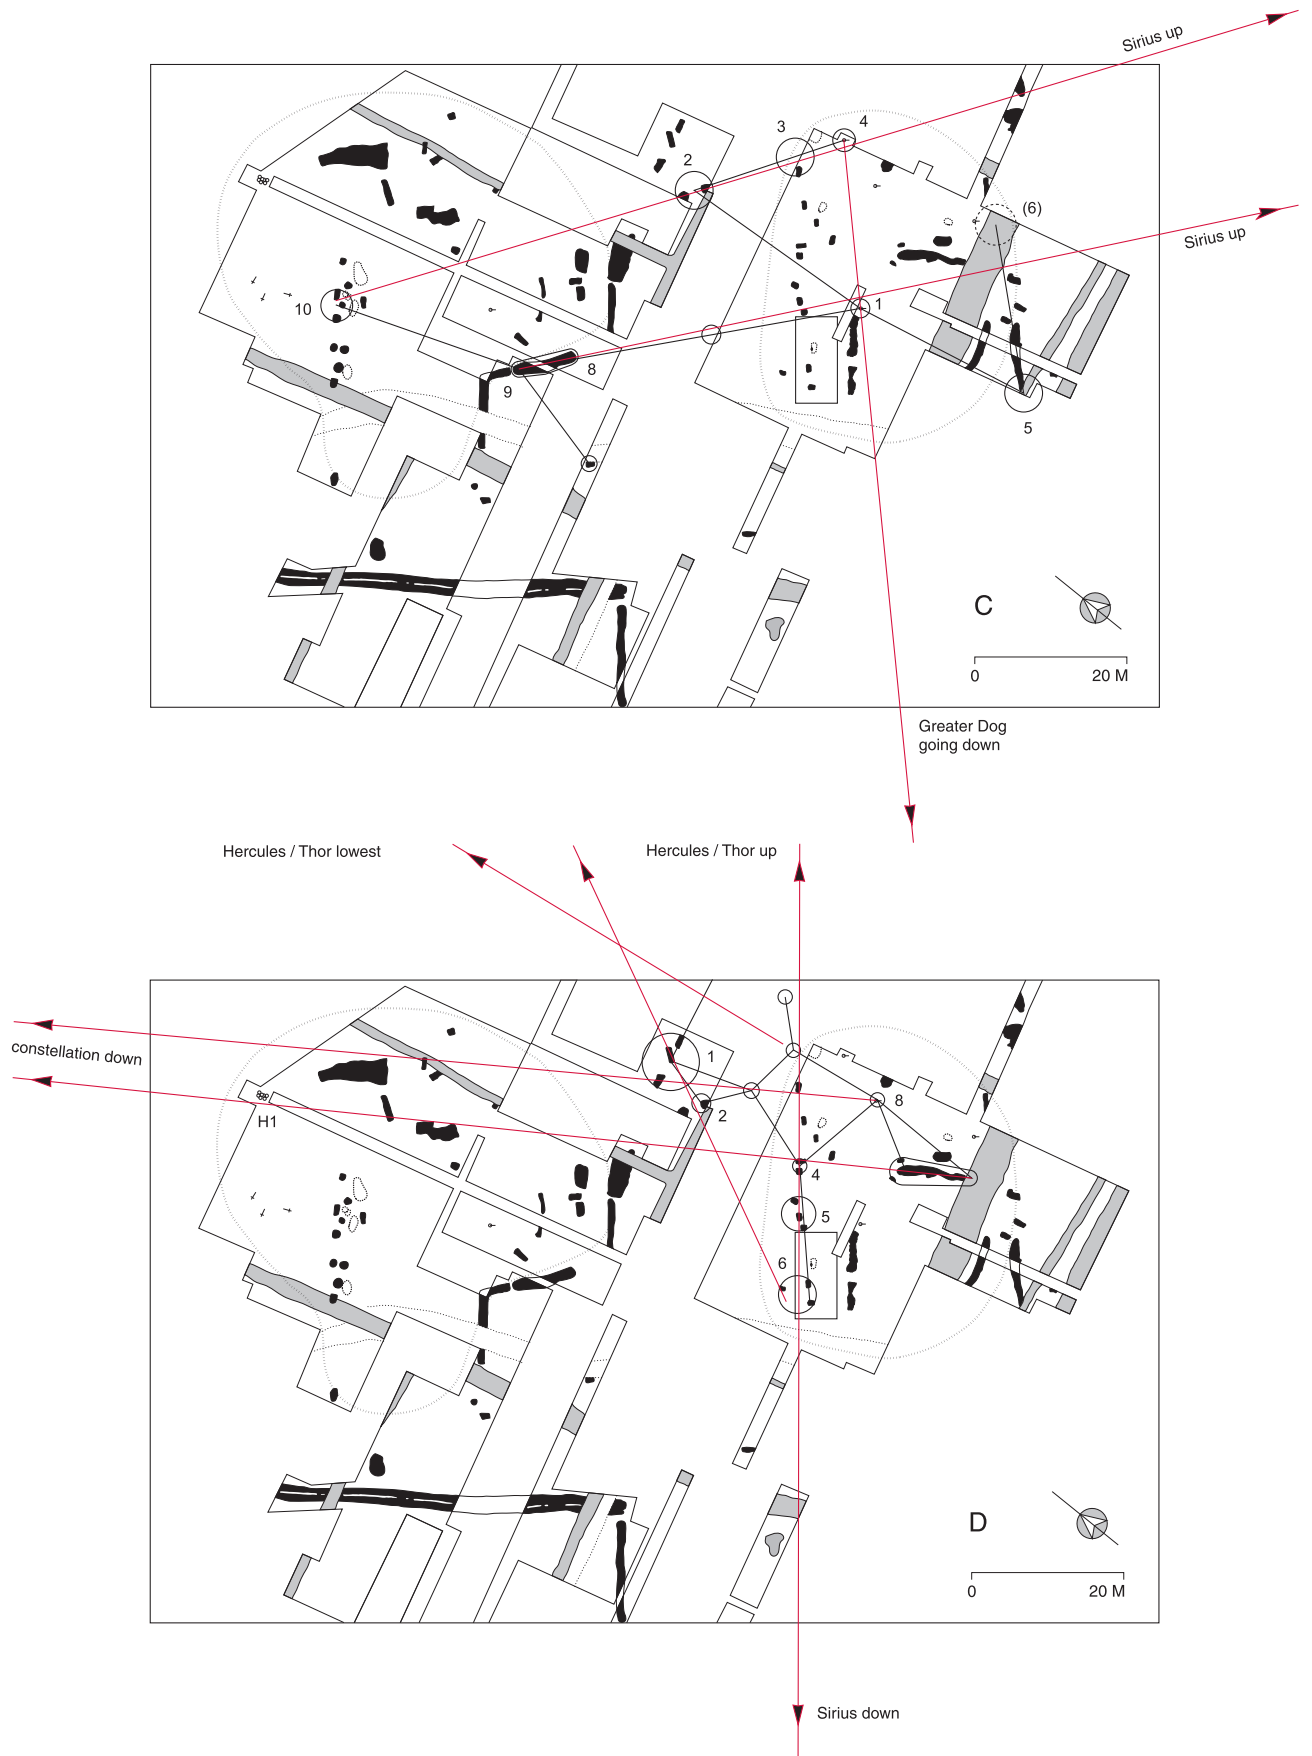 Sirius up
3
4
2
(6)
Sirius up
10
1
8
9
5
C
0 20 M
Greater Dog
going down
Hercules / Thor lowest
Hercules / Thor up
constellation down
1
2
8
H1
4
5
6
D
0 20 M
Sirius down